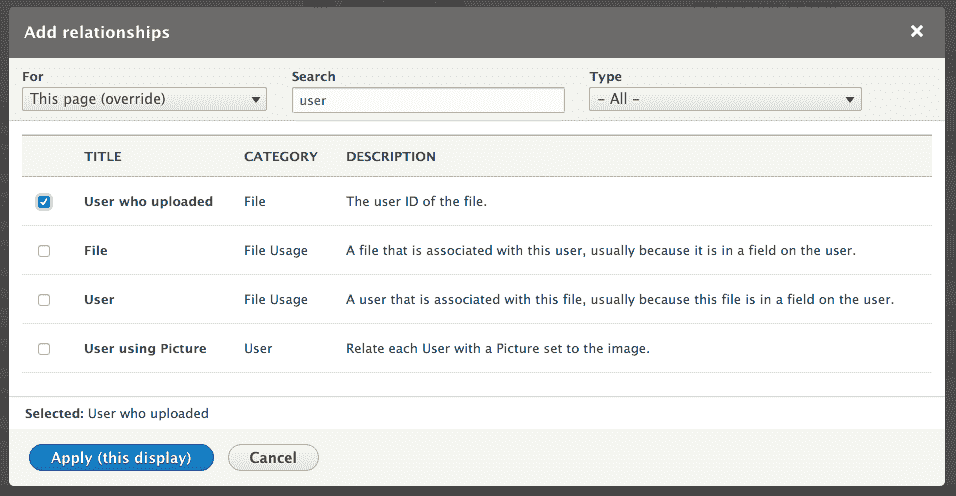 Add relationships ×
For Search Type
This page (override) user - All -
TITLE CATEGORY DESCRIPTION
User who uploaded File The user ID of the file.
File File Usage A file that is associated with this user, usually because it is in a field on the user.
User File Usage A user that is associated with this file, usually because this file is in a field on the user.
User using Picture User Relate each User with a Picture set to the image.
Selected: User who uploaded
Apply (this display) Cancel